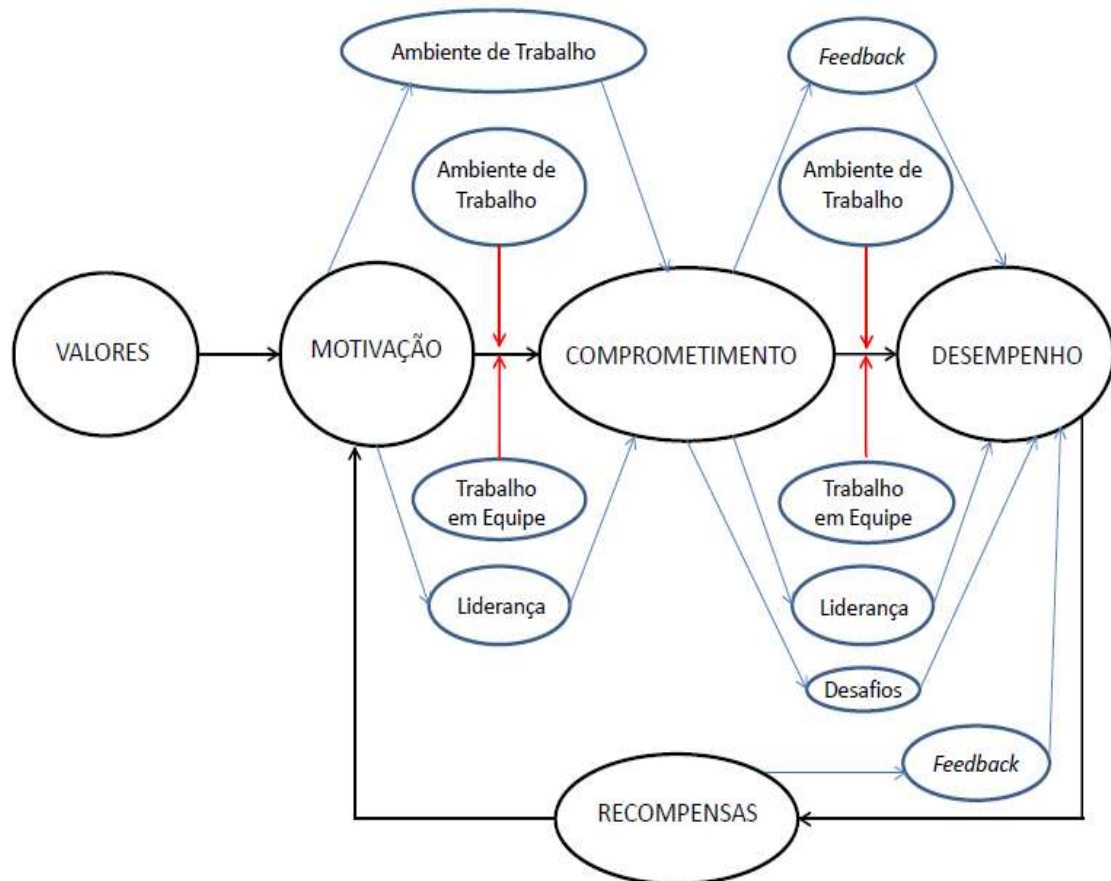 Ambiente de Trabalho
Feedback
Ambiente de
Trabalho
Ambiente de
Trabalho
VALORES
MOTIVAÇÃO
COMPROMETIMENTO
DESEMPENHO
Trabalho
em Equipe
Trabalho
em Equipe
Liderança
Liderança
Desafios
Feedback
RECOMPENSAS